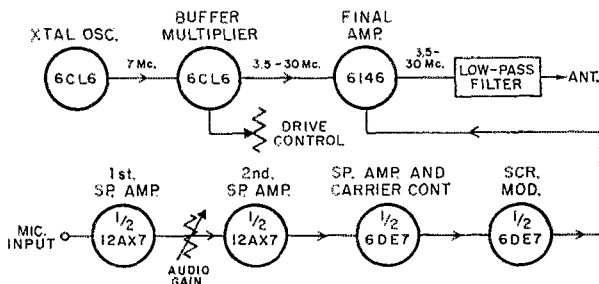 XTAL OSC.
6CL6
7 Mc.
BUFFER
MULTIPLIER
6CL6
3.5-30 Mc.
DRIVE
CONTROL
FINAL
AMP.
6146
3.5-
30 Mc.
LOW-PASS
FILTER
ANT.
MIC.
INPUT
1st.
SP. AMP.
1/2
12AX7
AUDIO
GAIN
2nd.
SP. AMP.
1/2
12AX7
SP. AMP. AND
CARRIER CONT
1/2
6DE7
SCR.
MOD.
1/2
6DE7